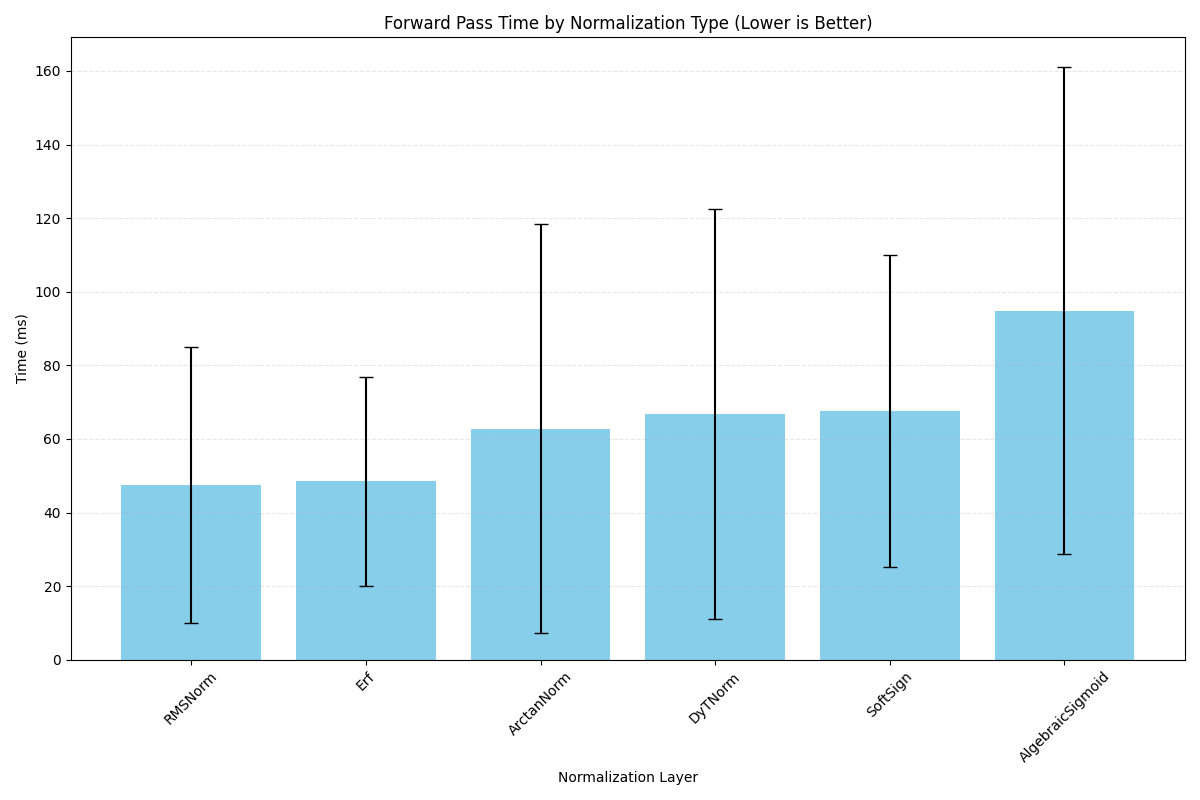 Forward Pass Time by Normalization Type (Lower is Better)
Time (ms)
160
140
120
100
80
60
40
20
0
RMSNorm
Erf
ArctanNorm
DyTNorm
SoftSign
AlgebraicSigmoid
Normalization Layer